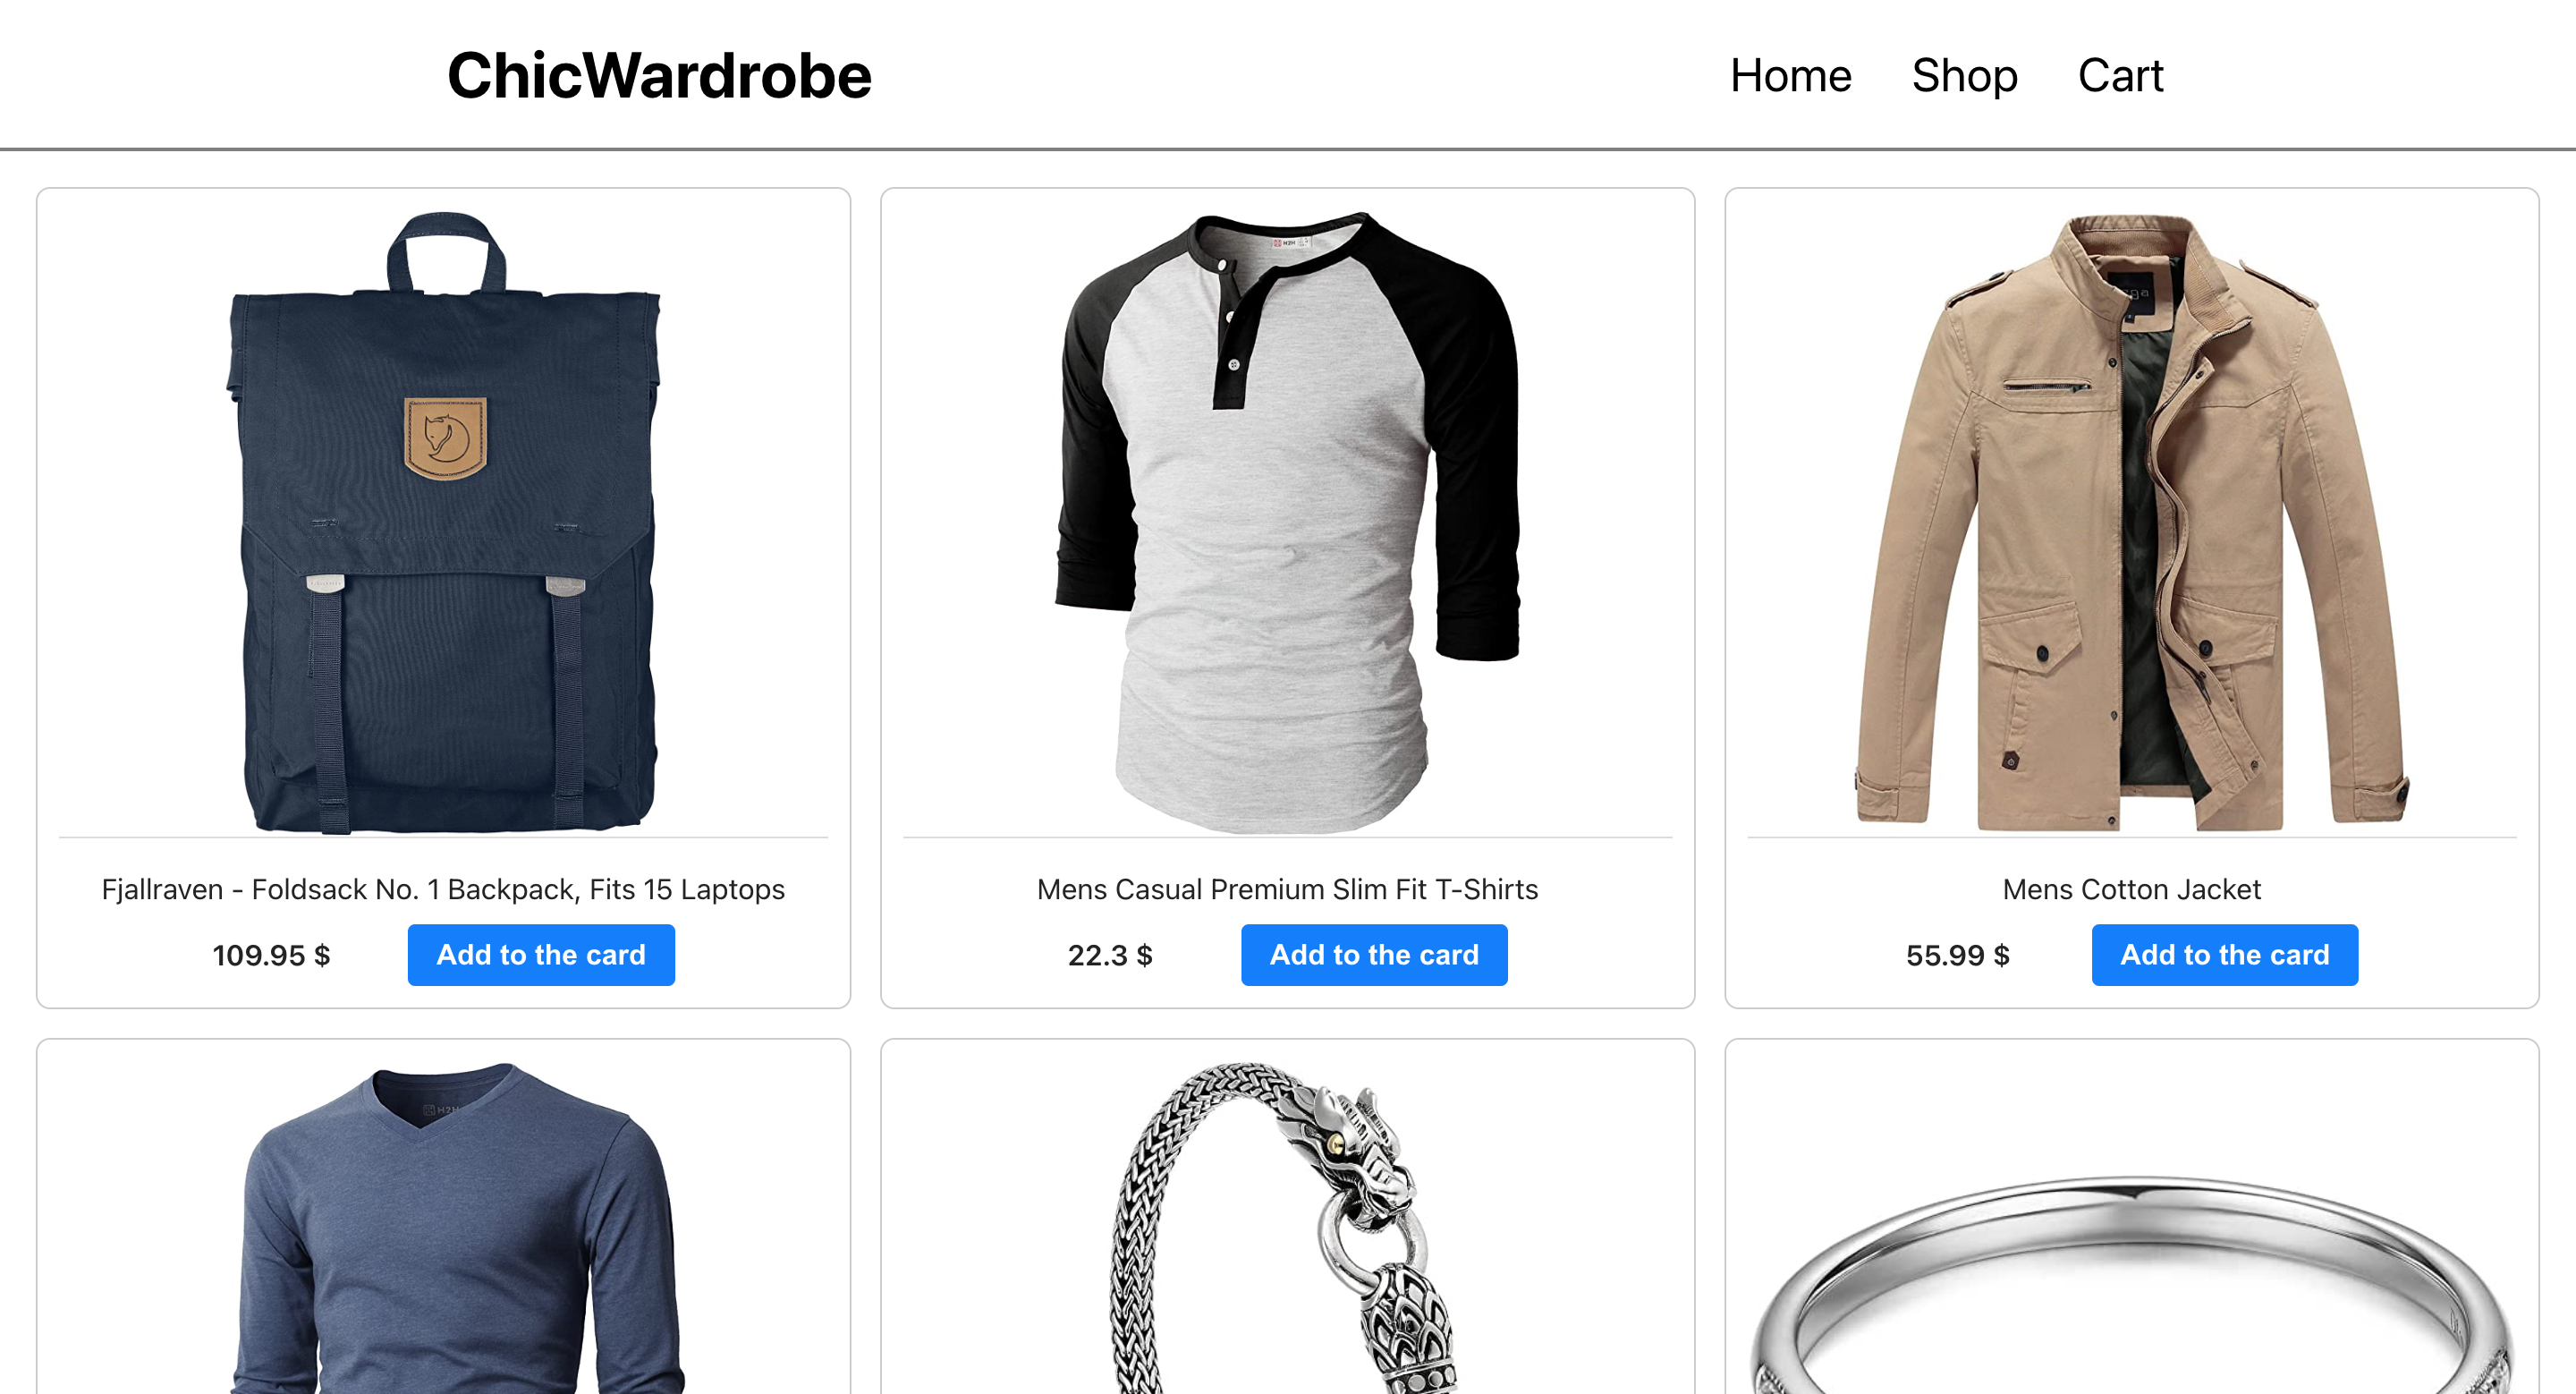 ChicWardrobe
Home Shop Cart
H2H
Fjallraven - Foldsack No. 1 Backpack, Fits 15 Laptops
109.95 $ Add to the card
Mens Casual Premium Slim Fit T-Shirts
22.3 $ Add to the card
Mens Cotton Jacket
55.99 $ Add to the card
H2H